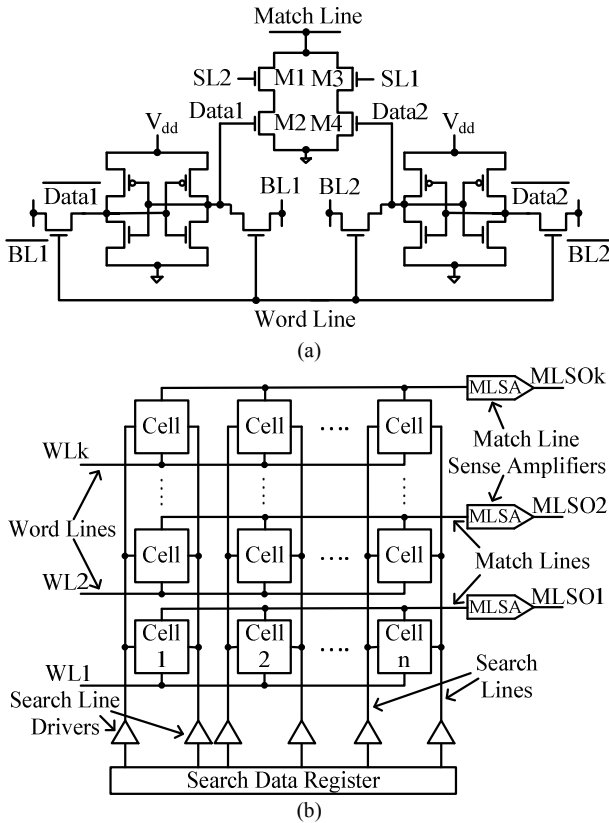 Match Line
SL2
M1
M3
SL1
Data1
M2
M4
Data2
Vdd
Vdd
Data1
BL1
BL2
Data2
BL1
BL2
Word Line
(a)
MLSA
MLSOk
Cell
Cell
....
Cell
Match Line
Sense Amplifiers
WLk
Word Lines
MLSA
MLSO2
Cell
Cell
....
Cell
Match Lines
WL2
MLSA
MLSO1
Cell
1
Cell
2
....
Cell
n
WL1
Search Line
Drivers
Search
Lines
Search Data Register
(b)